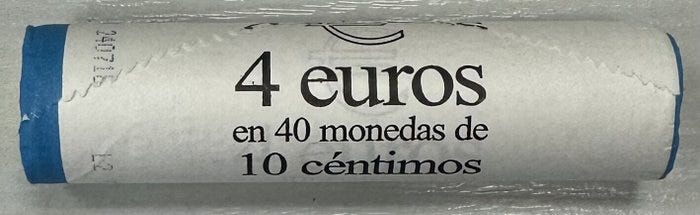 4 euros
en 40 monedas de
10 céntimos